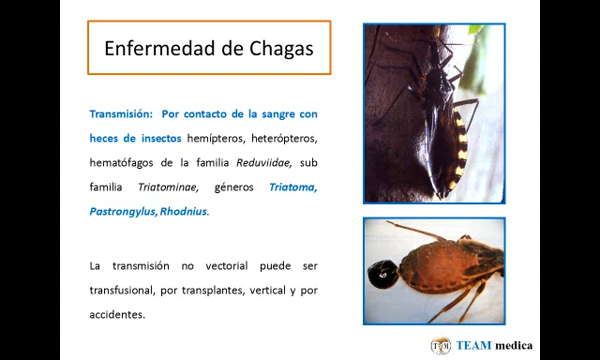 Enfermedad de Chagas
Transmisión: Por contacto de la sangre con
heces de insectos hemípteros, heterópteros,
hematófagos de la familia Reduviidae, sub
familia Triatominae, géneros Triatoma,
Pastrongylus, Rhodnius.
La transmisión no vectorial puede ser
transfusional, por transplantes, vertical y por
accidentes.
TEAM medica